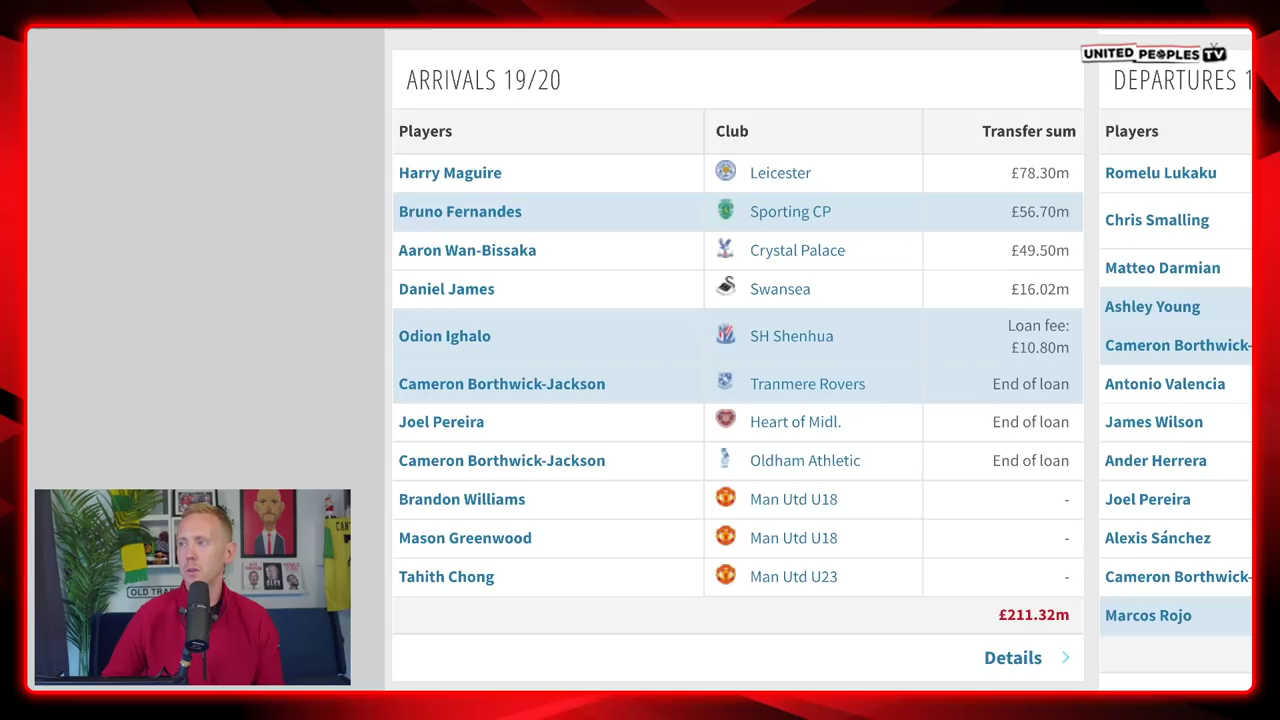 UNITED PEOPLES TV
ARRIVALS 19/20
Players Club Transfer sum
Harry Maguire Leicester £78.30m
Bruno Fernandes Sporting CP £56.70m
Aaron Wan-Bissaka Crystal Palace £49.50m
Daniel James Swansea £16.02m
Odion Ighalo SH Shenhua Loan fee:
£10.80m
Cameron Borthwick-Jackson Tranmere Rovers End of loan
Joel Pereira Heart of Midl. End of loan
Cameron Borthwick-Jackson Oldham Athletic End of loan
Brandon Williams Man Utd U18 -
Mason Greenwood Man Utd U18 -
Tahith Chong Man Utd U23 -
£211.32m
Details
DEPARTURES 1
Players
Romelu Lukaku
Chris Smalling
Matteo Darmian
Ashley Young
Cameron Borthwick-
Antonio Valencia
James Wilson
Ander Herrera
Joel Pereira
Alexis Sánchez
Cameron Borthwick-
Marcos Rojo
OLD TRA
CANT